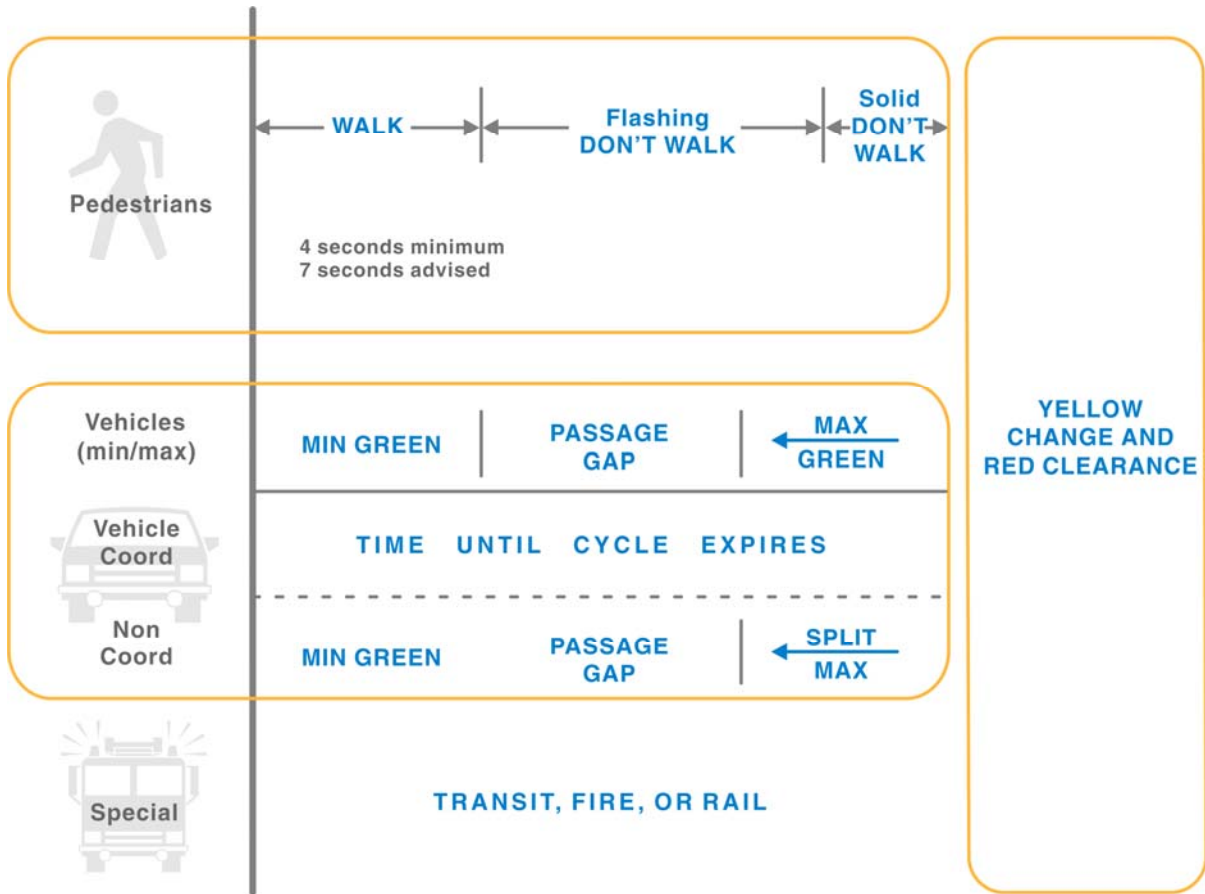 Pedestrians
WALK
Flashing
DON'T WALK
Solid
DON'T
WALK
4 seconds minimum
7 seconds advised
Vehicles
(min/max)
MIN GREEN
PASSAGE
GAP
MAX
GREEN
Vehicle
Coord
TIME UNTIL CYCLE EXPIRES
Non
Coord
MIN GREEN
PASSAGE
GAP
SPLIT
MAX
Special
TRANSIT, FIRE, OR RAIL
YELLOW
CHANGE AND
RED CLEARANCE